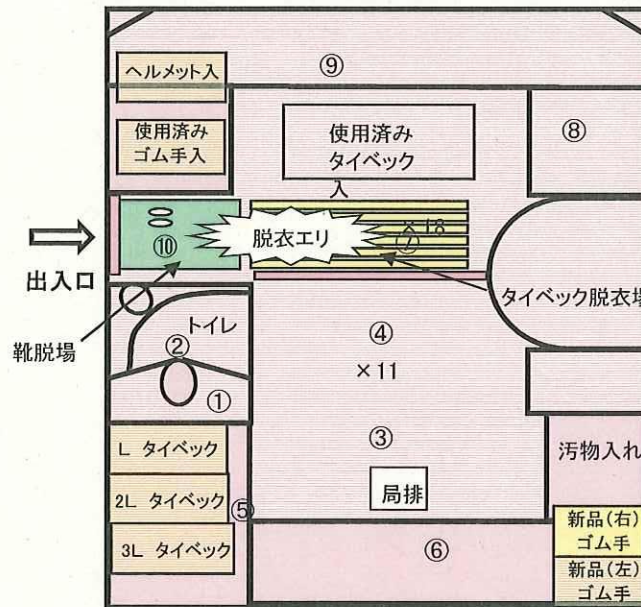 ⑨
ヘルメット入
使用済み
ゴム手入
使用済み
タイベック
入
⑧
⑩
脱衣エリ
×18
⑦
出入口
タイベック脱衣場
靴脱場
トイレ
②
①
④
×11
③
局排
L タイベック
2L タイベック
3L タイベック
⑤
⑥
汚物入れ
新品(右)
ゴム手
新品(左)
ゴム手